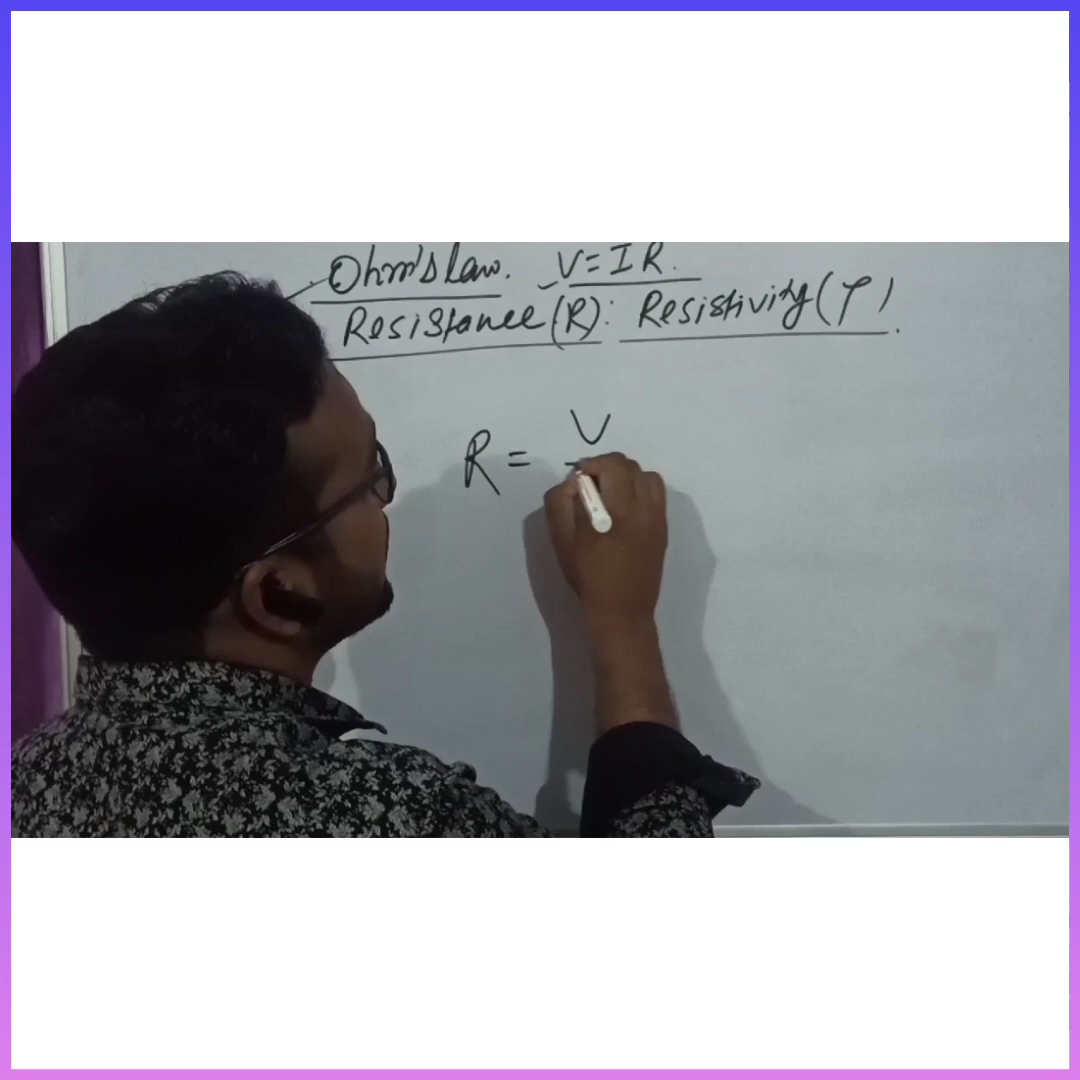 Ohm's law. V = IR.
Resistance (R): Resistivity (ρ).
R = V